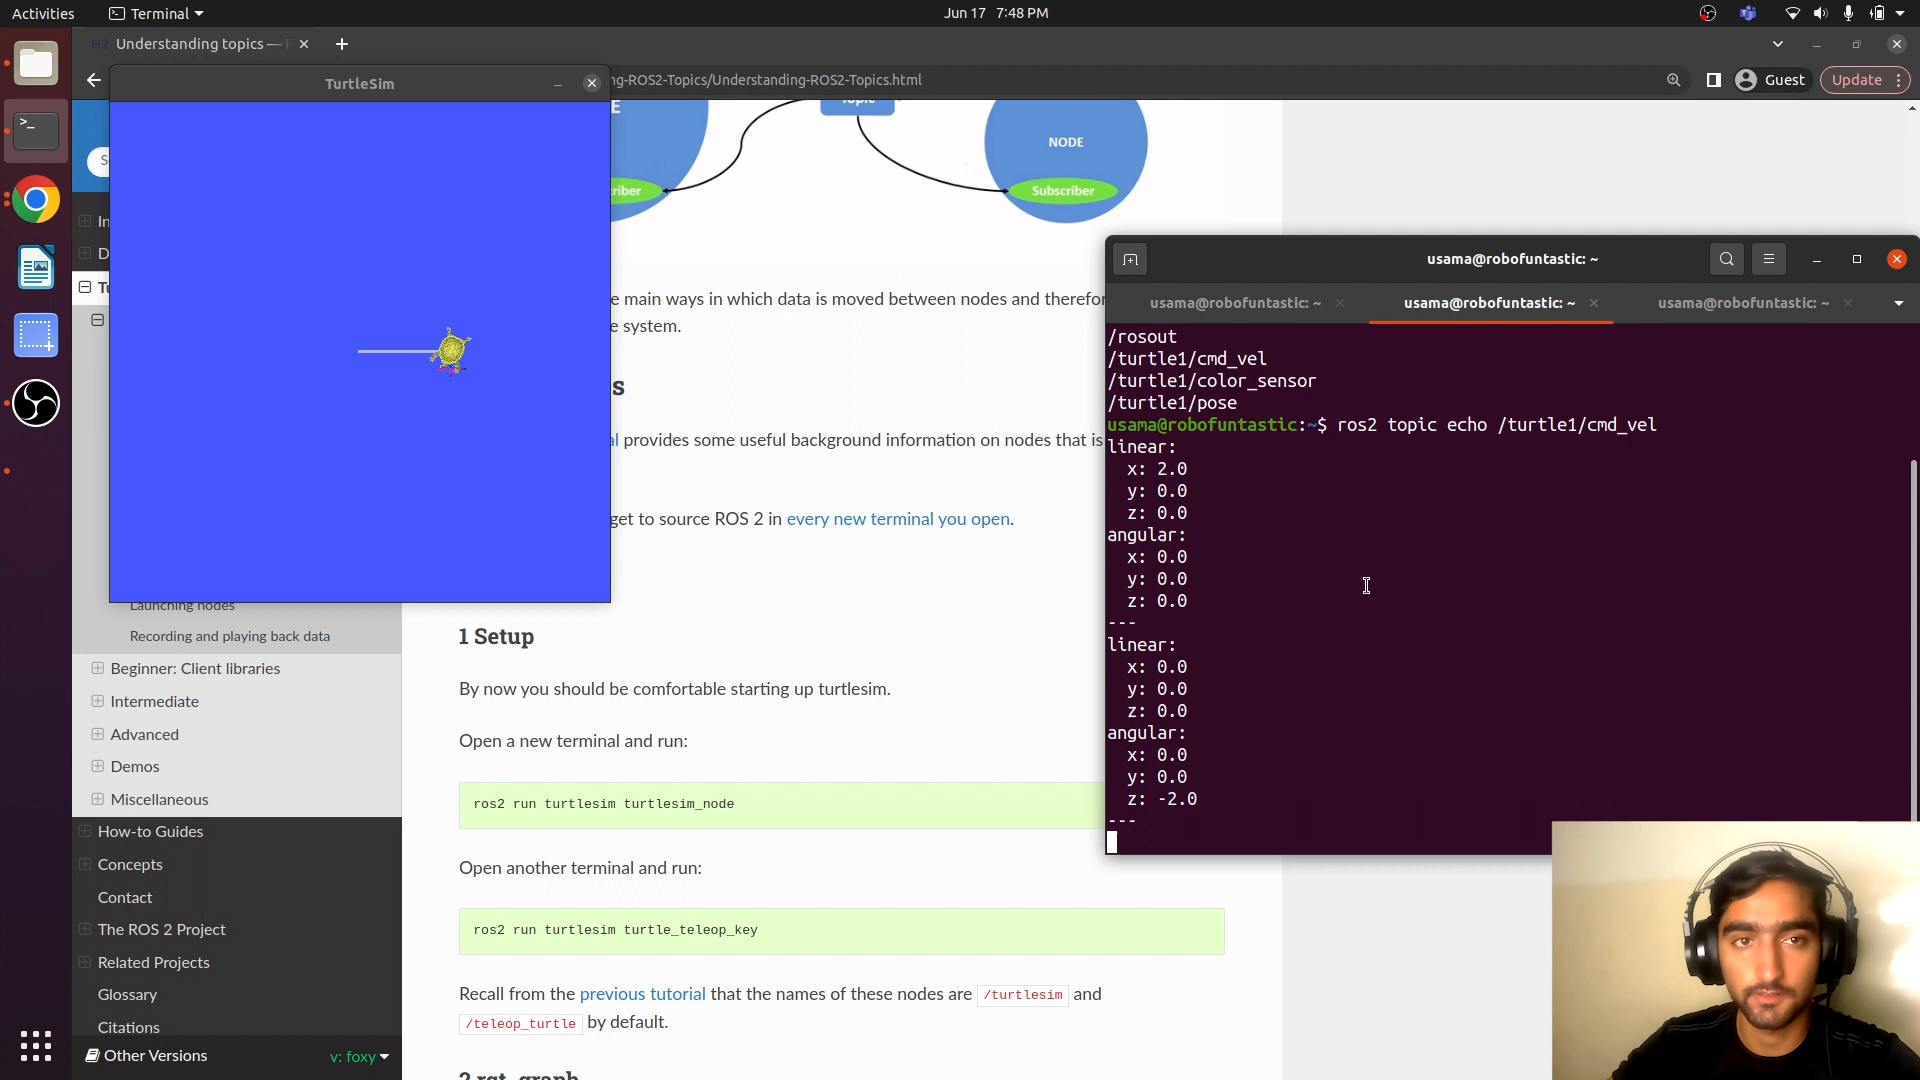 Activities
Terminal
Jun 17 7:48 PM
Understanding topics —
ng-ROS2-Topics/Understanding-ROS2-Topics.html
Guest
Update
TurtleSim
NODE
Subscriber
e main ways in which data is moved between nodes and therefor
e system.
s
al provides some useful background information on nodes that is
get to source ROS 2 in every new terminal you open.
Launching nodes
Recording and playing back data
Beginner: Client libraries
Intermediate
Advanced
Demos
Miscellaneous
How-to Guides
Concepts
Contact
The ROS 2 Project
Related Projects
Glossary
Citations
Other Versions
v: foxy
1 Setup
By now you should be comfortable starting up turtlesim.
Open a new terminal and run:
ros2 run turtlesim turtlesim_node
Open another terminal and run:
ros2 run turtlesim turtle_teleop_key
Recall from the previous tutorial that the names of these nodes are /turtlesim and
/teleop_turtle by default.
usama@robofuntastic: ~
usama@robofuntastic: ~
usama@robofuntastic: ~
usama@robofuntastic: ~
/rosout
/turtle1/cmd_vel
/turtle1/color_sensor
/turtle1/pose
usama@robofuntastic:~$ ros2 topic echo /turtle1/cmd_vel
linear:
x: 2.0
y: 0.0
z: 0.0
angular:
x: 0.0
y: 0.0
z: 0.0
---
linear:
x: 0.0
y: 0.0
z: 0.0
angular:
x: 0.0
y: 0.0
z: -2.0
---